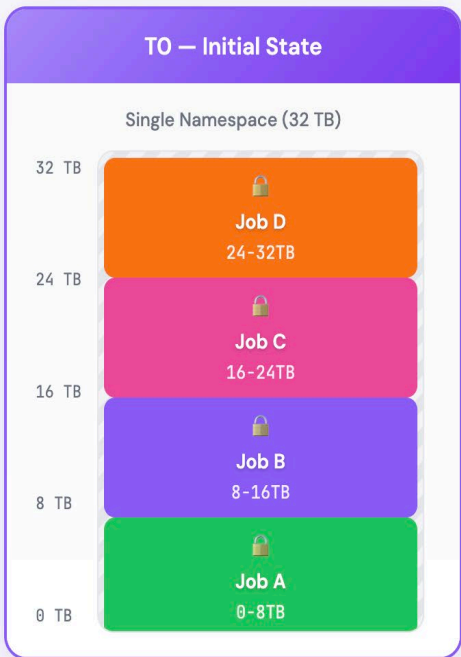 T0 — Initial State
Single Namespace (32 TB)
32 TB
Job D
24-32TB
24 TB
Job C
16-24TB
16 TB
Job B
8-16TB
8 TB
Job A
0-8TB
0 TB